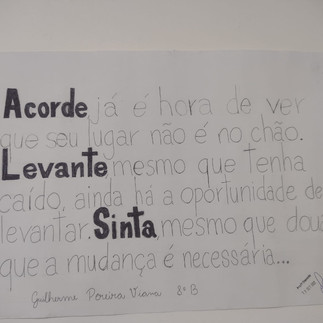 Acorde, já é hora de ver
que seu lugar não é no chão.
Levante mesmo que tenha
caído, ainda há a oportunidade de
levantar. Sinta, mesmo que doa
que a mudança é necessária...
Guilherme Pereira Viana 8º B